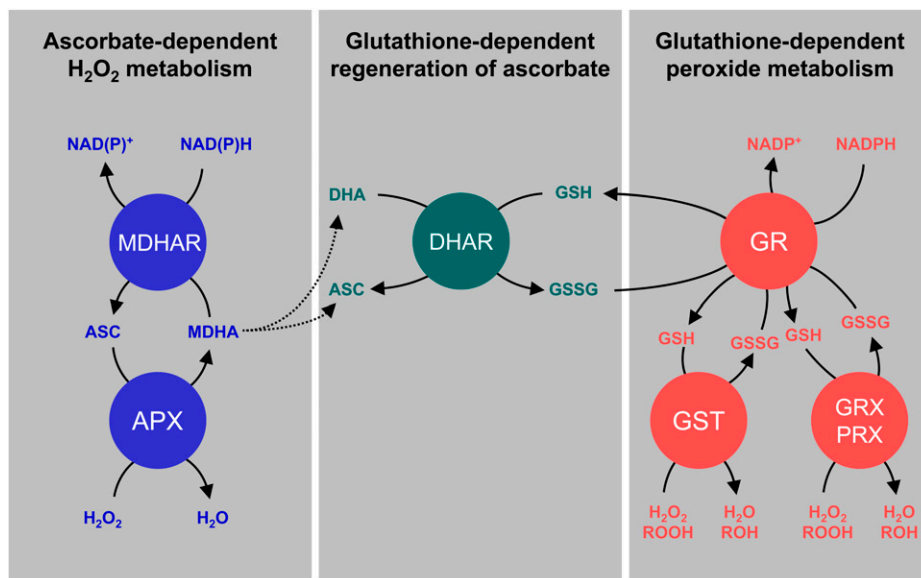 Ascorbate-dependent
H₂O₂ metabolism
NAD(P)⁺ NAD(P)H
MDHAR
ASC MDHA
APX
H₂O₂ H₂O
Glutathione-dependent
regeneration of ascorbate
DHA GSH
DHAR
ASC GSSG
Glutathione-dependent
peroxide metabolism
NADP⁺ NADPH
GR
GSH GSSG GSH GSSG
GST
GRX
PRX
H₂O₂ H₂O H₂O₂ H₂O
ROOH ROH ROOH ROH